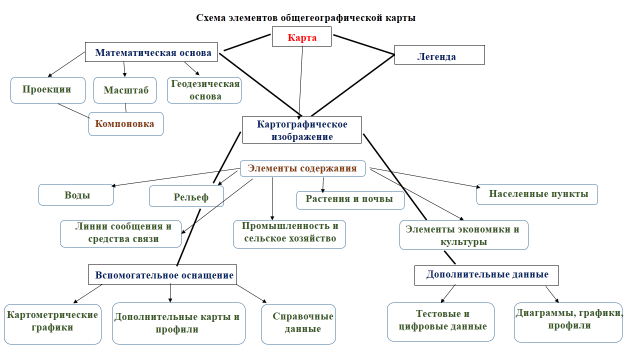 Схема элементов общегеографической карты
Карта
Математическая основа
Легенда
Проекции
Масштаб
Геодезическая
основа
Компоновка
Картографическое
изображение
Элементы содержания
Воды
Рельеф
Растения и почвы
Населенные пункты
Линии сообщения и
средства связи
Промышленность и
сельское хозяйство
Элементы экономики и
культуры
Вспомогательное оснащение
Дополнительные данные
Картометрические
графики
Дополнительные карты и
профили
Справочные
данные
Тестовые и
цифровые данные
Диаграммы, графики,
профили